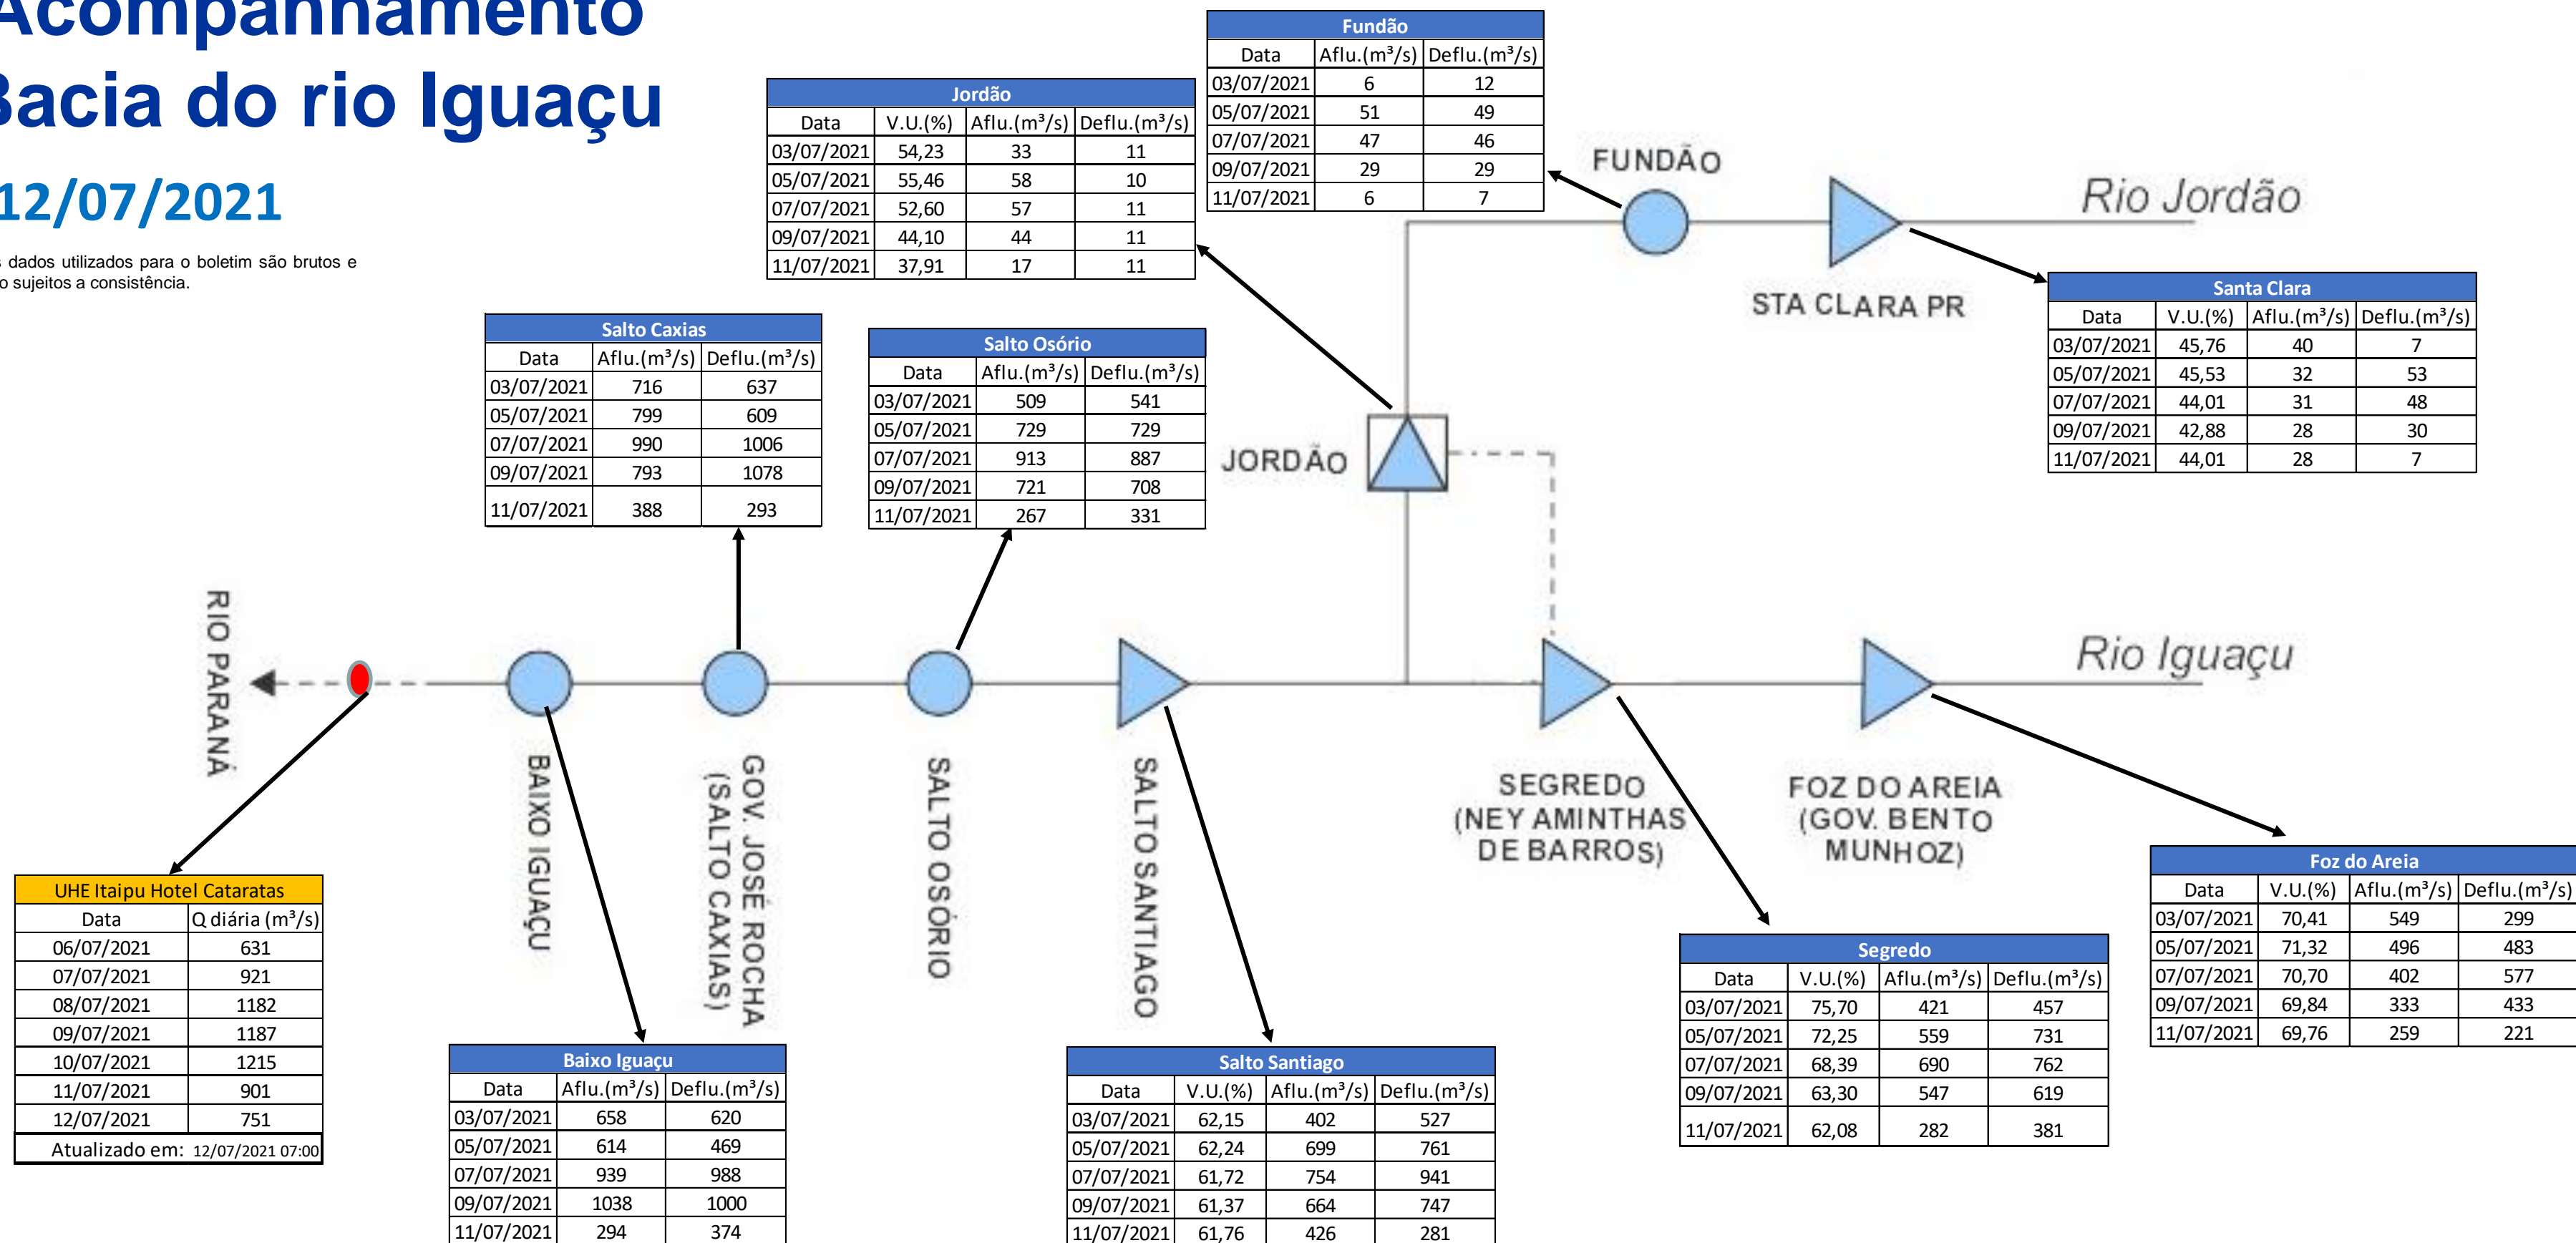 Acompanhamento
Bacia do rio Iguaçu
12/07/2021
s dados utilizados para o boletim são brutos e
o sujeitos a consistência.
Fundão
Data Aflu.(m³/s) Deflu.(m³/s)
03/07/2021 6 12
05/07/2021 51 49
07/07/2021 47 46
09/07/2021 29 29
11/07/2021 6 7
Jordão
Data V.U.(%) Aflu.(m³/s) Deflu.(m³/s)
03/07/2021 54,23 33 11
05/07/2021 55,46 58 10
07/07/2021 52,60 57 11
09/07/2021 44,10 44 11
11/07/2021 37,91 17 11
FUNDÃO
Rio Jordão
STA CLARA PR
Santa Clara
Data V.U.(%) Aflu.(m³/s) Deflu.(m³/s)
03/07/2021 45,76 40 7
05/07/2021 45,53 32 53
07/07/2021 44,01 31 48
09/07/2021 42,88 28 30
11/07/2021 44,01 28 7
Salto Caxias
Data Aflu.(m³/s) Deflu.(m³/s)
03/07/2021 716 637
05/07/2021 799 609
07/07/2021 990 1006
09/07/2021 793 1078
11/07/2021 388 293
Salto Osório
Data Aflu.(m³/s) Deflu.(m³/s)
03/07/2021 509 541
05/07/2021 729 729
07/07/2021 913 887
09/07/2021 721 708
11/07/2021 267 331
JORDÃO
RIO PARANÁ
Rio Iguaçu
BAIXO IGUAÇU
GOV. JOSÉ ROCHA
(SALTO CAXIAS)
SALTO OSÓRIO
SALTO SANTIAGO
SEGREDO
(NEY AMINTHAS
DE BARROS)
FOZ DO AREIA
(GOV. BENTO
MUNHOZ)
UHE Itaipu Hotel Cataratas
Data Q diária (m³/s)
06/07/2021 631
07/07/2021 921
08/07/2021 1182
09/07/2021 1187
10/07/2021 1215
11/07/2021 901
12/07/2021 751
Atualizado em: 12/07/2021 07:00
Baixo Iguaçu
Data Aflu.(m³/s) Deflu.(m³/s)
03/07/2021 658 620
05/07/2021 614 469
07/07/2021 939 988
09/07/2021 1038 1000
11/07/2021 294 374
Salto Santiago
Data V.U.(%) Aflu.(m³/s) Deflu.(m³/s)
03/07/2021 62,15 402 527
05/07/2021 62,24 699 761
07/07/2021 61,72 754 941
09/07/2021 61,37 664 747
11/07/2021 61,76 426 281
Segredo
Data V.U.(%) Aflu.(m³/s) Deflu.(m³/s)
03/07/2021 75,70 421 457
05/07/2021 72,25 559 731
07/07/2021 68,39 690 762
09/07/2021 63,30 547 619
11/07/2021 62,08 282 381
Foz do Areia
Data V.U.(%) Aflu.(m³/s) Deflu.(m³/s)
03/07/2021 70,41 549 299
05/07/2021 71,32 496 483
07/07/2021 70,70 402 577
09/07/2021 69,84 333 433
11/07/2021 69,76 259 221